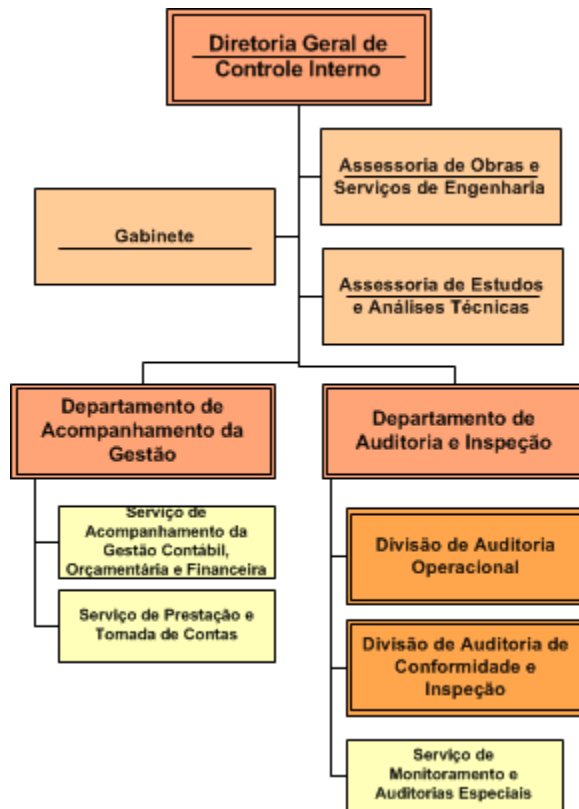 Diretoria Geral de
Controle Interno
Assessoria de Obras e
Serviços de Engenharia
Gabinete
Assessoria de Estudos
e Análises Técnicas
Departamento de
Acompanhamento da
Gestão
Departamento de
Auditoria e Inspeção
Serviço de
Acompanhamento da
Gestão Contábil,
Orçamentária e Financeira
Divisão de Auditoria
Operacional
Serviço de Prestação e
Tomada de Contas
Divisão de Auditoria de
Conformidade e
Inspeção
Serviço de
Monitoramento e
Auditorias Especiais